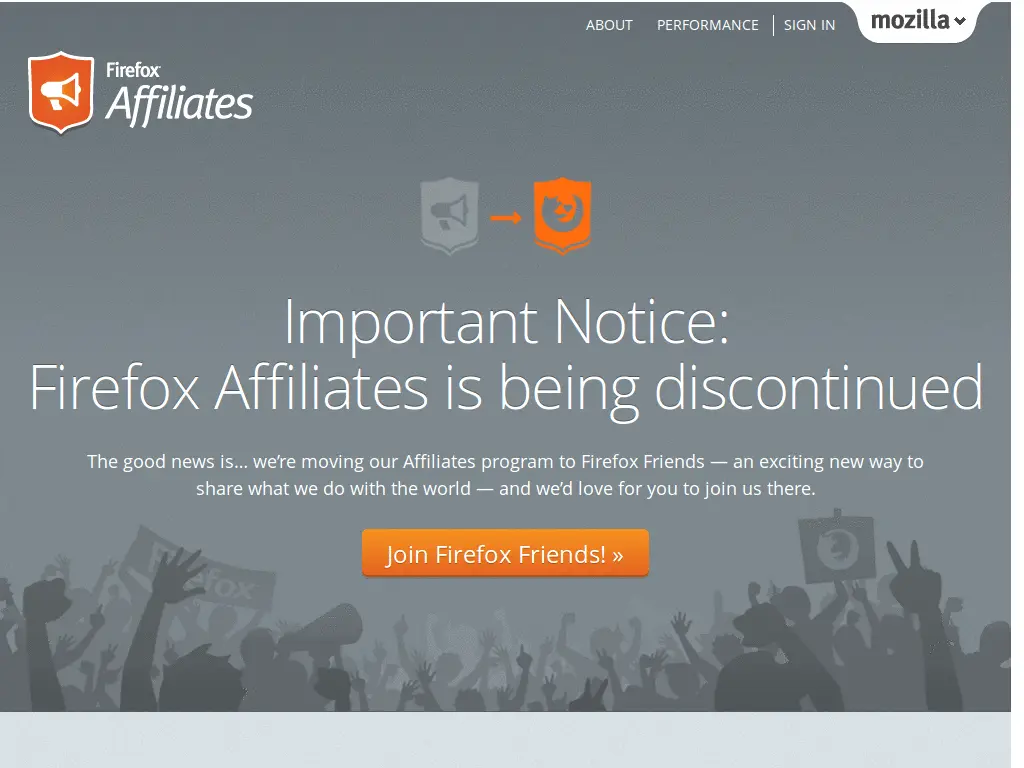 ABOUT PERFORMANCE SIGN IN mozilla
Firefox
Affiliates
Important Notice:
Firefox Affiliates is being discontinued
The good news is... we’re moving our Affiliates program to Firefox Friends — an exciting new way to
share what we do with the world — and we’d love for you to join us there.
Join Firefox Friends! »
Firefox